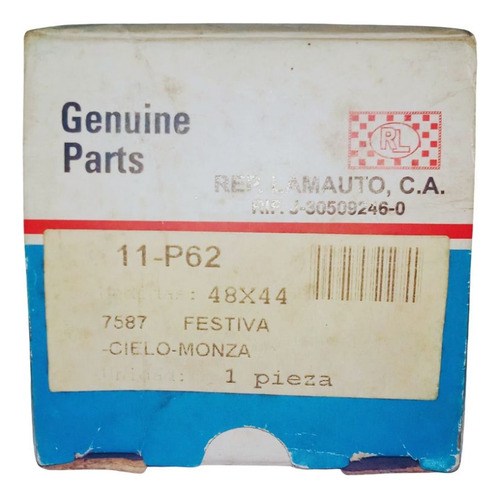 Genuine
Parts
RL
REP. LAMAUTO, C.A.
RIF. J-30509246-0
11-P62
48X44
7587 FESTIVA
-CIELO-MONZA
1 pieza